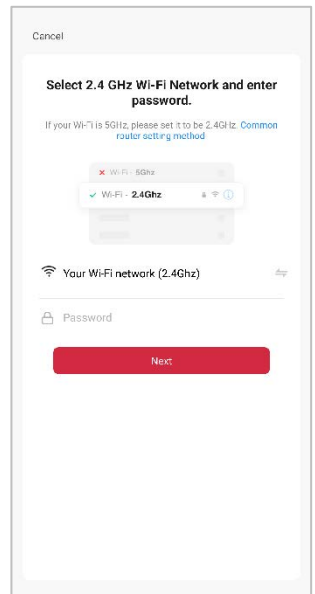 Cancel
Select 2.4 GHz Wi-Fi Network and enter
password.
If your Wi-Fi is 5GHz, please set it to be 2.4GHz. Common
router setting method
Wi-Fi - 5Ghz
Wi-Fi - 2.4Ghz
Your Wi-Fi network (2.4Ghz)
Password
Next